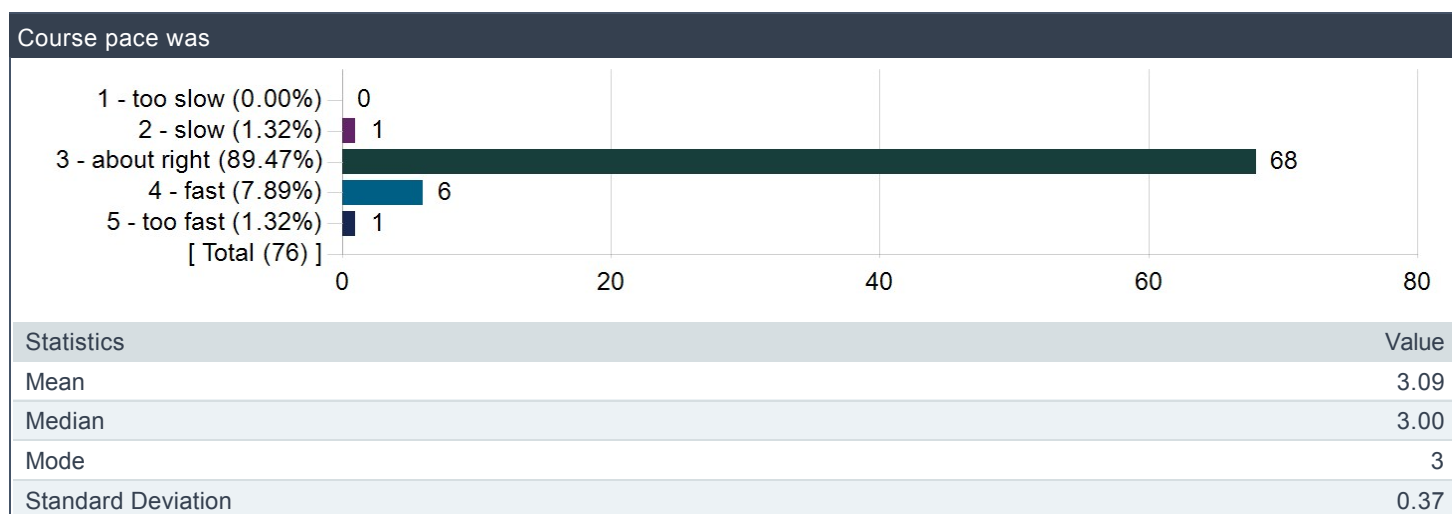 Course pace was
1 - too slow (0.00%) 0
2 - slow (1.32%) 1
3 - about right (89.47%) 68
4 - fast (7.89%) 6
5 - too fast (1.32%) 1
[ Total (76) ]
0 20 40 60 80
Statistics Value
Mean 3.09
Median 3.00
Mode 3
Standard Deviation 0.37